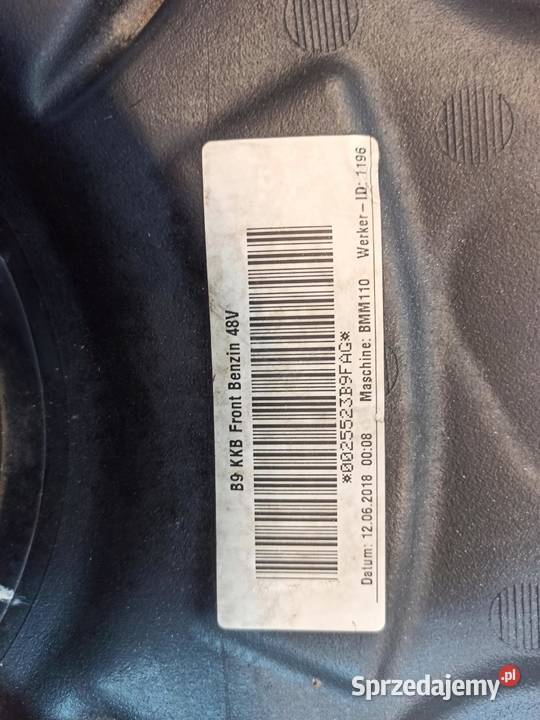 B9 KKB Front Benzin 48V
*0025523B9FAG*
Datum: 12.06.2018 00:08 Maschine: BMM110 Werker-ID: 1196
Sprzedajemy.pl